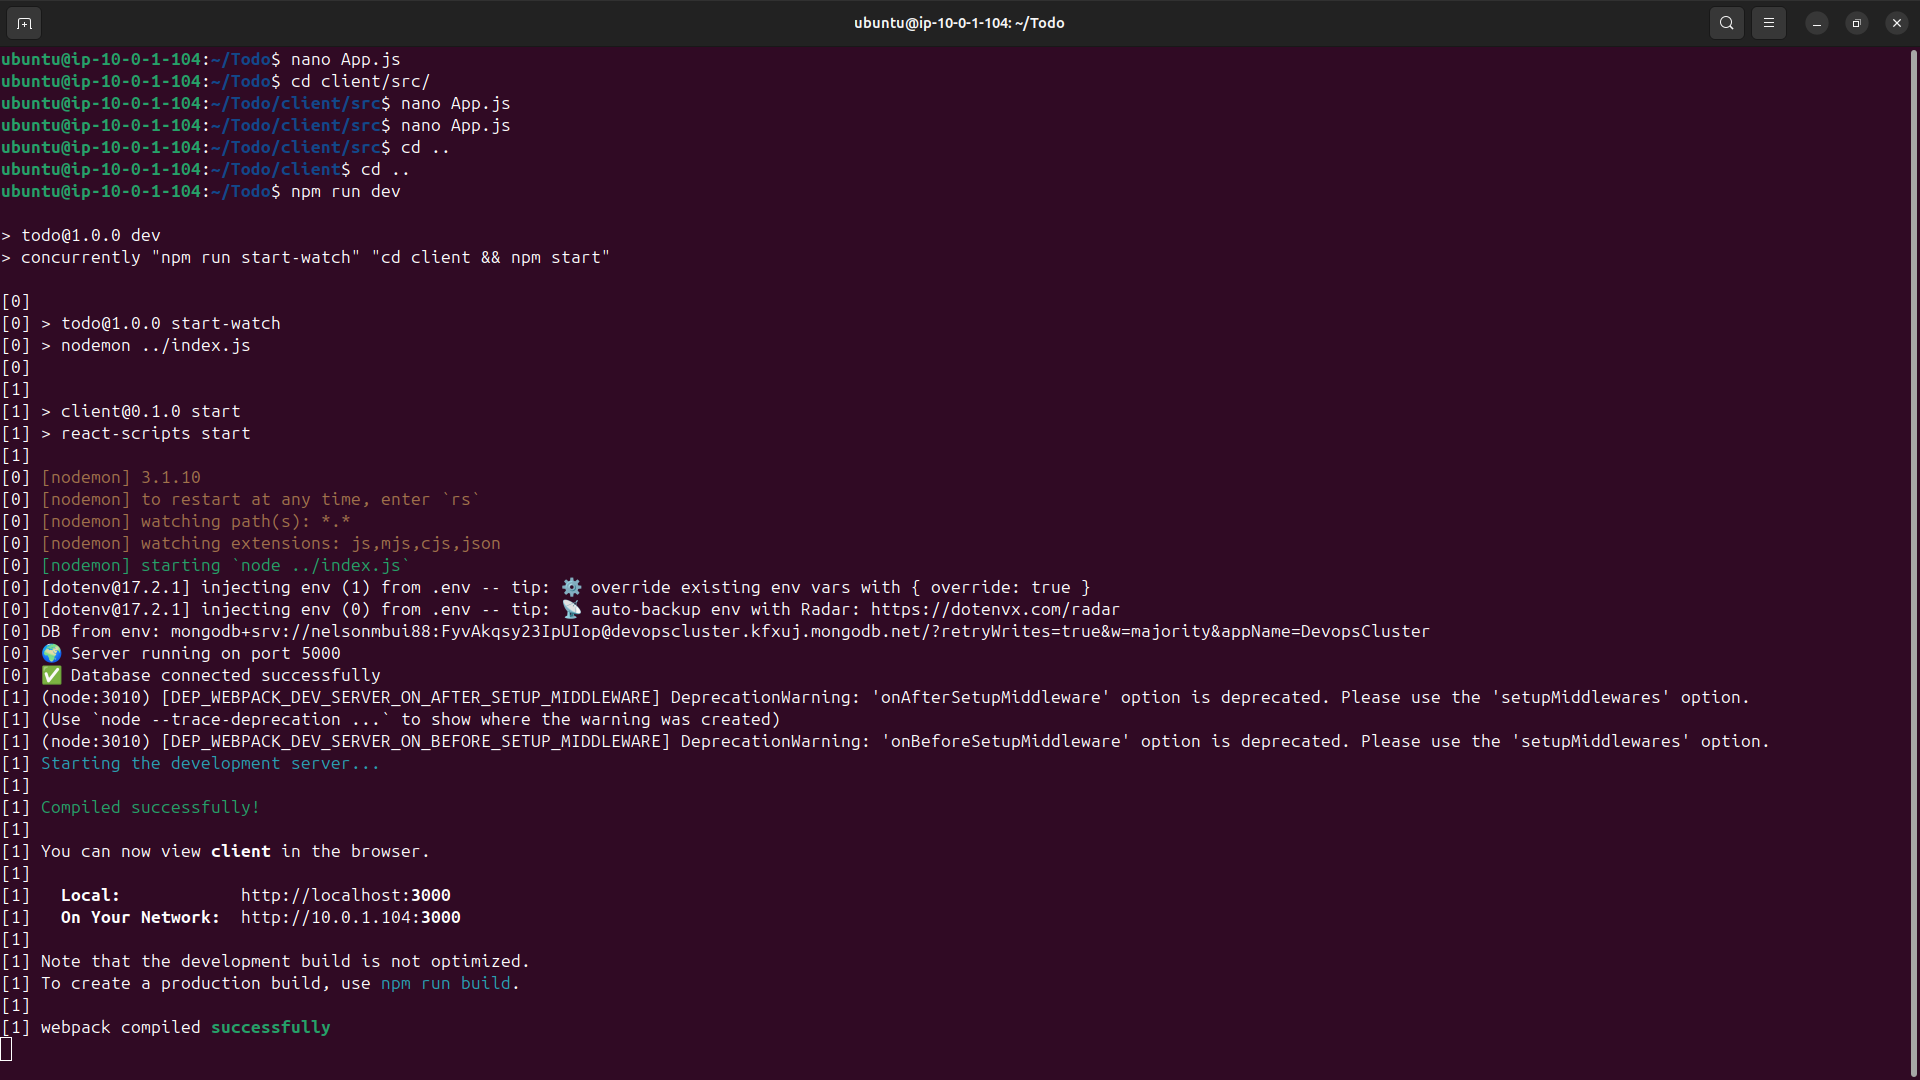 ubuntu@ip-10-0-1-104: ~/Todo
ubuntu@ip-10-0-1-104:~/Todo$ nano App.js
ubuntu@ip-10-0-1-104:~/Todo$ cd client/src/
ubuntu@ip-10-0-1-104:~/Todo/client/src$ nano App.js
ubuntu@ip-10-0-1-104:~/Todo/client/src$ nano App.js
ubuntu@ip-10-0-1-104:~/Todo/client/src$ cd ..
ubuntu@ip-10-0-1-104:~/Todo/client$ cd ..
ubuntu@ip-10-0-1-104:~/Todo$ npm run dev
> todo@1.0.0 dev
> concurrently "npm run start-watch" "cd client && npm start"
[0]
[0] > todo@1.0.0 start-watch
[0] > nodemon ../index.js
[0]
[1]
[1] > client@0.1.0 start
[1] > react-scripts start
[1]
[0] [nodemon] 3.1.10
[0] [nodemon] to restart at any time, enter `rs`
[0] [nodemon] watching path(s): *.*
[0] [nodemon] watching extensions: js,mjs,cjs,json
[0] [nodemon] starting `node ../index.js`
[0] [dotenv@17.2.1] injecting env (1) from .env -- tip: ⚙️ override existing env vars with { override: true }
[0] [dotenv@17.2.1] injecting env (0) from .env -- tip: 📡 auto-backup env with Radar: https://dotenvx.com/radar
[0] DB from env: mongodb+srv://nelsonmbui88:FyvAkqsy23IpUIop@devopscluster.kfxuj.mongodb.net/?retryWrites=true&w=majority&appName=DevopsCluster
[0] 🌍 Server running on port 5000
[0] ✅ Database connected successfully
[1] (node:3010) [DEP_WEBPACK_DEV_SERVER_ON_AFTER_SETUP_MIDDLEWARE] DeprecationWarning: 'onAfterSetupMiddleware' option is deprecated. Please use the 'setupMiddlewares' option.
[1] (Use `node --trace-deprecation ...` to show where the warning was created)
[1] (node:3010) [DEP_WEBPACK_DEV_SERVER_ON_BEFORE_SETUP_MIDDLEWARE] DeprecationWarning: 'onBeforeSetupMiddleware' option is deprecated. Please use the 'setupMiddlewares' option.
[1] Starting the development server...
[1]
[1] Compiled successfully!
[1]
[1] You can now view client in the browser.
[1]
[1]   Local:            http://localhost:3000
[1]   On Your Network:  http://10.0.1.104:3000
[1]
[1] Note that the development build is not optimized.
[1] To create a production build, use npm run build.
[1]
[1] webpack compiled successfully